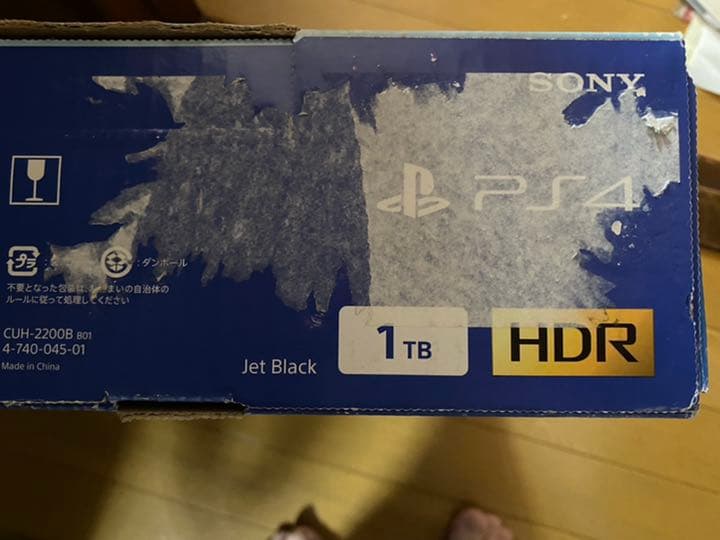 SONY
PS4
プラ
: ダンボール
不要となった包装は、お住まいの自治体の
ルールに従って処理してください
CUH-2200B B01
4-740-045-01
Made in China
Jet Black
1TB
HDR